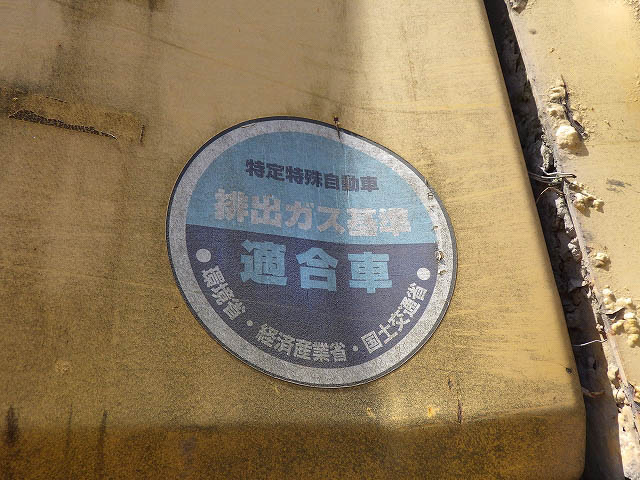 特定特殊自動車
排出ガス基準
適合車
環境省・経済産業省・国土交通省